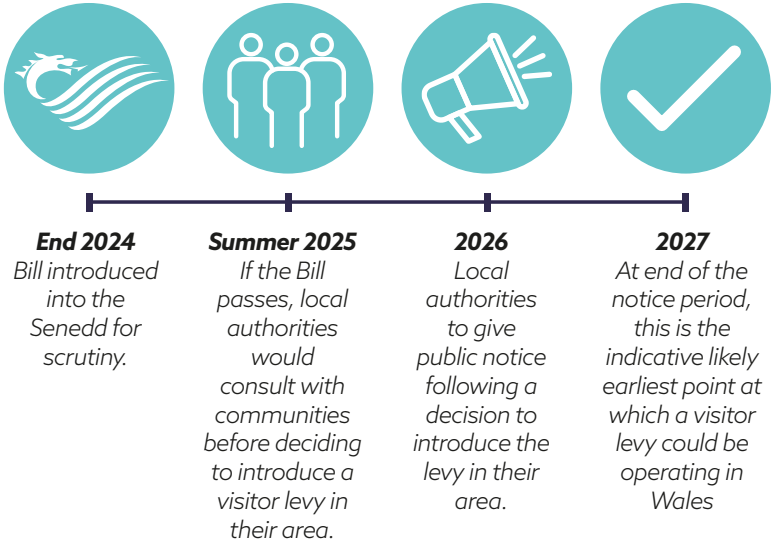 End 2024
Bill introduced
into the
Senedd for
scrutiny.
Summer 2025
If the Bill
passes, local
authorities
would
consult with
communities
before deciding
to introduce a
visitor levy in
their area.
2026
Local
authorities
to give
public notice
following a
decision to
introduce the
levy in their
area.
2027
At end of the
notice period,
this is the
indicative likely
earliest point at
which a visitor
levy could be
operating in
Wales